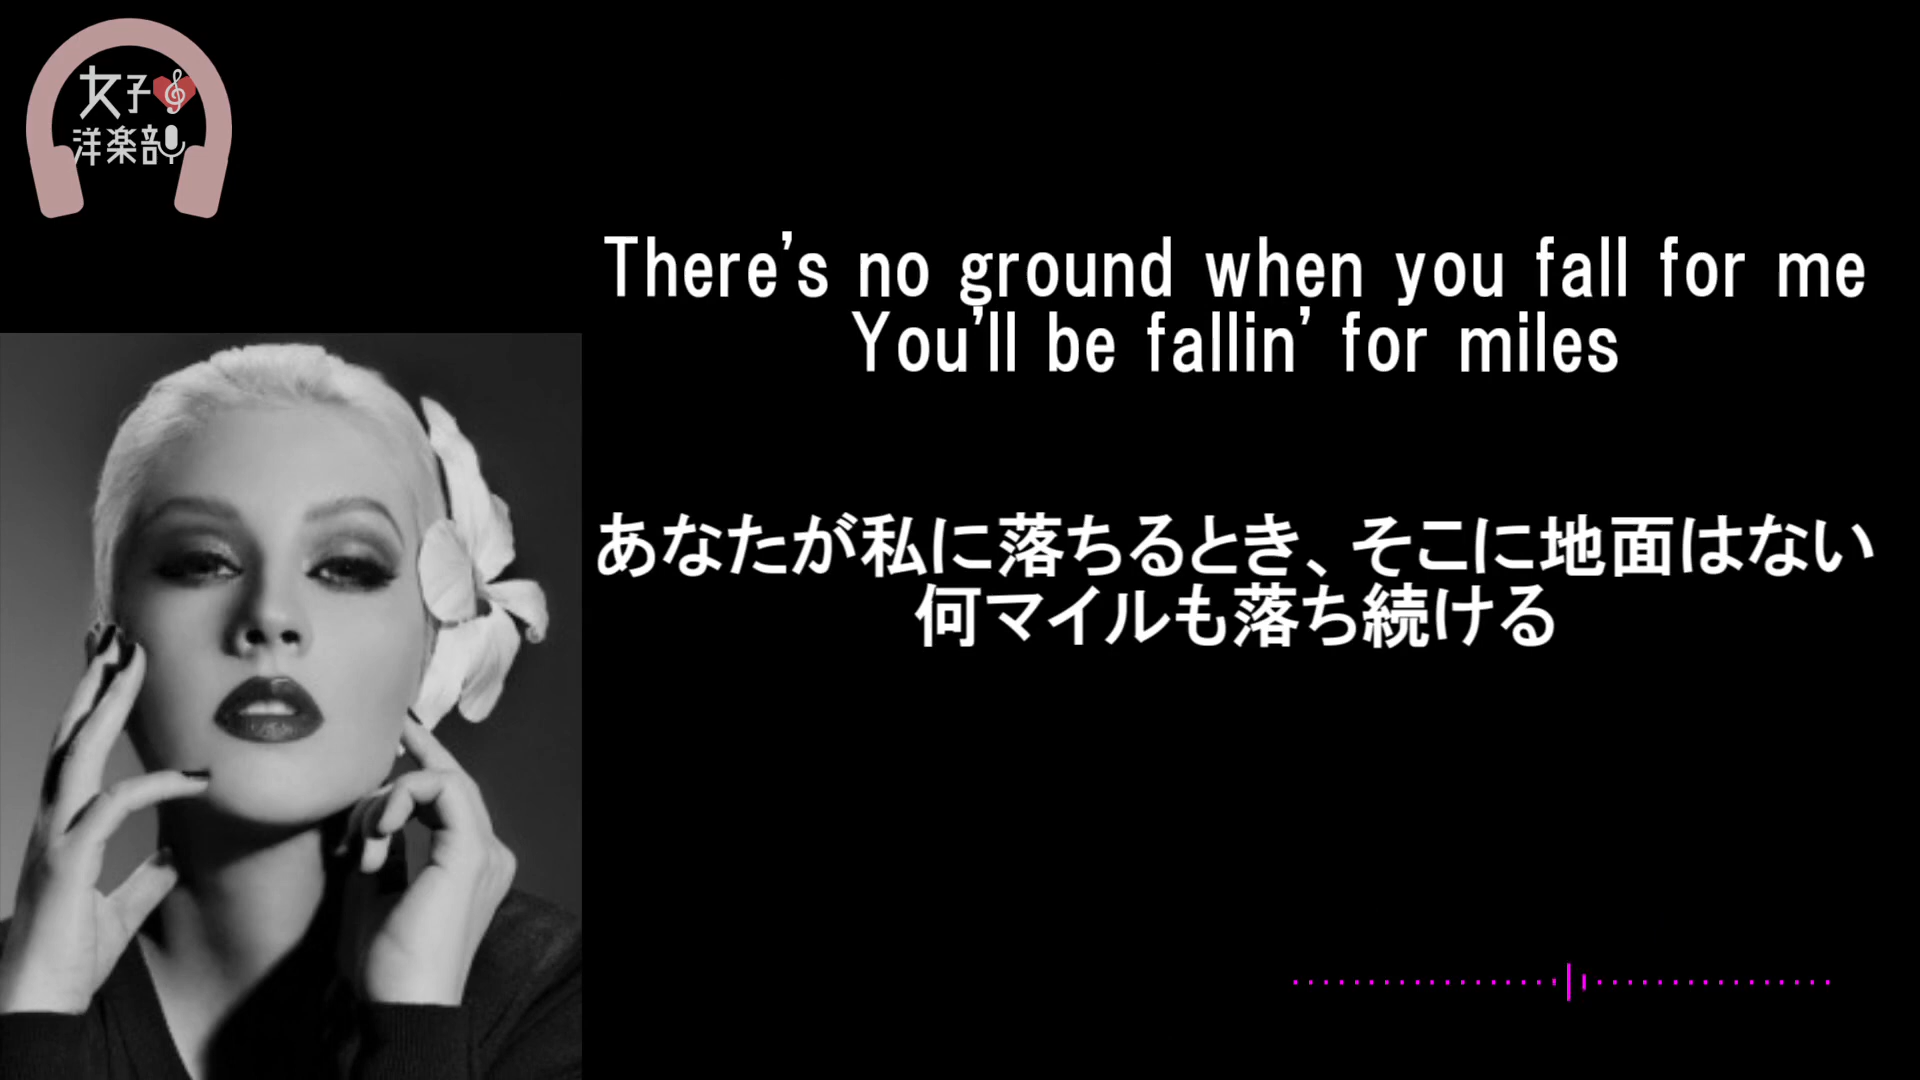 女子
洋楽部
There's no ground when you fall for me
You'll be fallin' for miles
あなたが私に落ちるとき、そこに地面はない
何マイルも落ち続ける